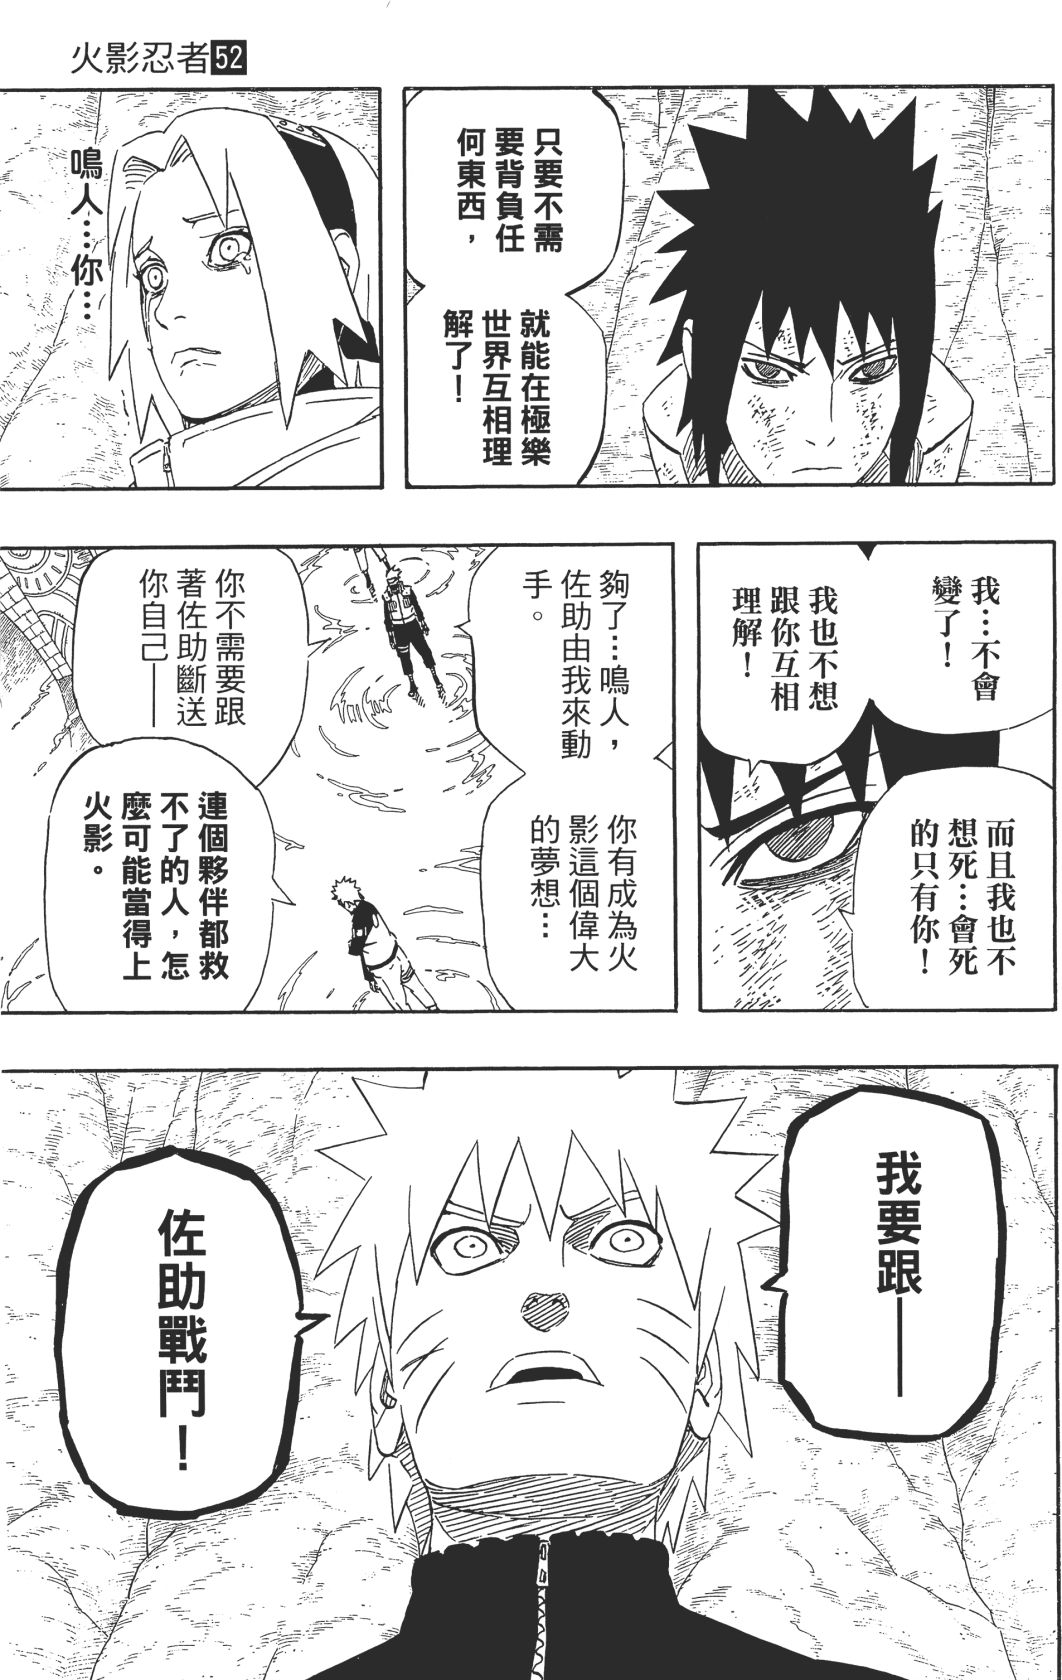 火影忍者52
只要不需
要背負任
何東西，
就能在極樂
世界互相理
解了！
鳴人…你…
我…不會
變了！
我也不想
跟你互相
理解！
而且我也不
想死…會死
的只有你！
夠了…鳴人，
佐助由我來動
手。
你有成為火
影這個偉大
的夢想…
你不需要跟
著佐助斷送
你自己——
連個夥伴都救
不了的人，怎
麼可能當得上
火影。
我要跟——
佐助戰鬥！